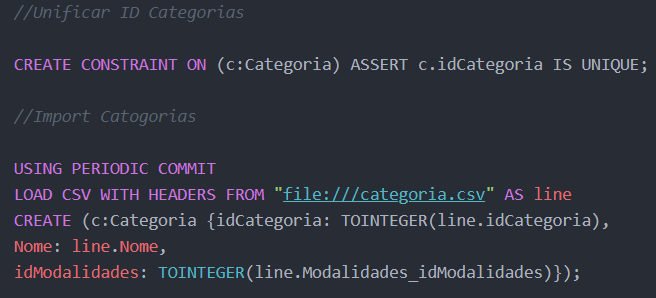 //Unificar ID Categorias
CREATE CONSTRAINT ON (c:Categoria) ASSERT c.idCategoria IS UNIQUE;
//Import Catogorias
USING PERIODIC COMMIT
LOAD CSV WITH HEADERS FROM "file:///categoria.csv" AS line
CREATE (c:Categoria {idCategoria: TOINTEGER(line.idCategoria),
Nome: line.Nome,
idModalidades: TOINTEGER(line.Modalidades_idModalidades)});